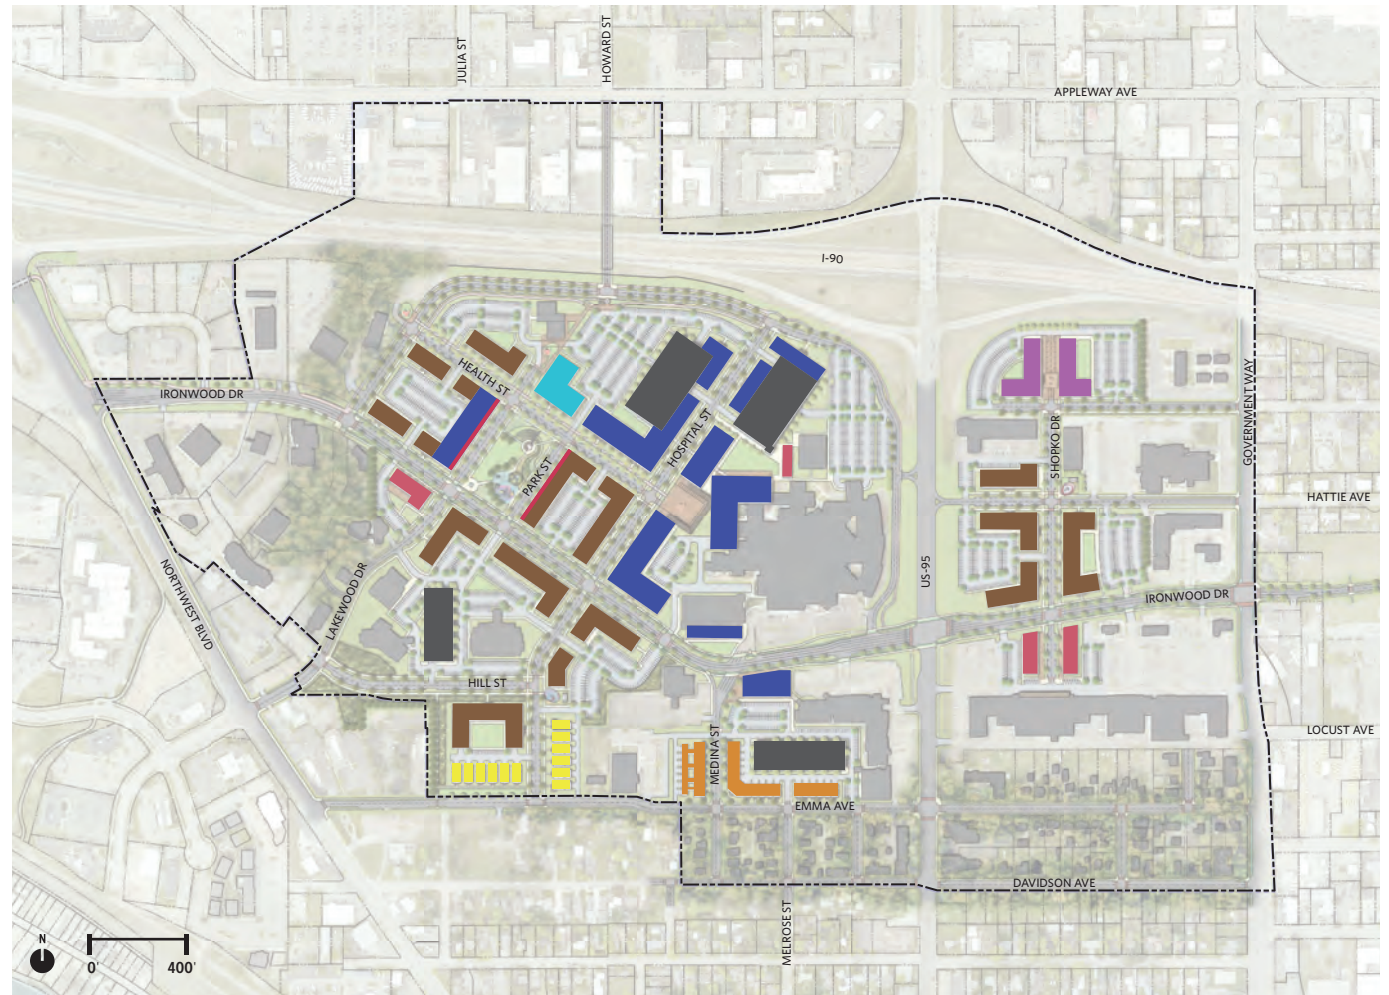 JULIA ST
HOWARD ST
APPLEWAY AVE
I-90
IRONWOOD DR
HEALTH ST
HOSPITAL ST
PARK ST
SHOPKO DR
GOVERNMENT WAY
HATTIE AVE
NORTHWEST BLVD
LAKEWOOD DR
US-95
IRONWOOD DR
HILL ST
MEDINA ST
LOCUST AVE
EMMA AVE
DAVIDSON AVE
MELROSE ST
N
0'
400'